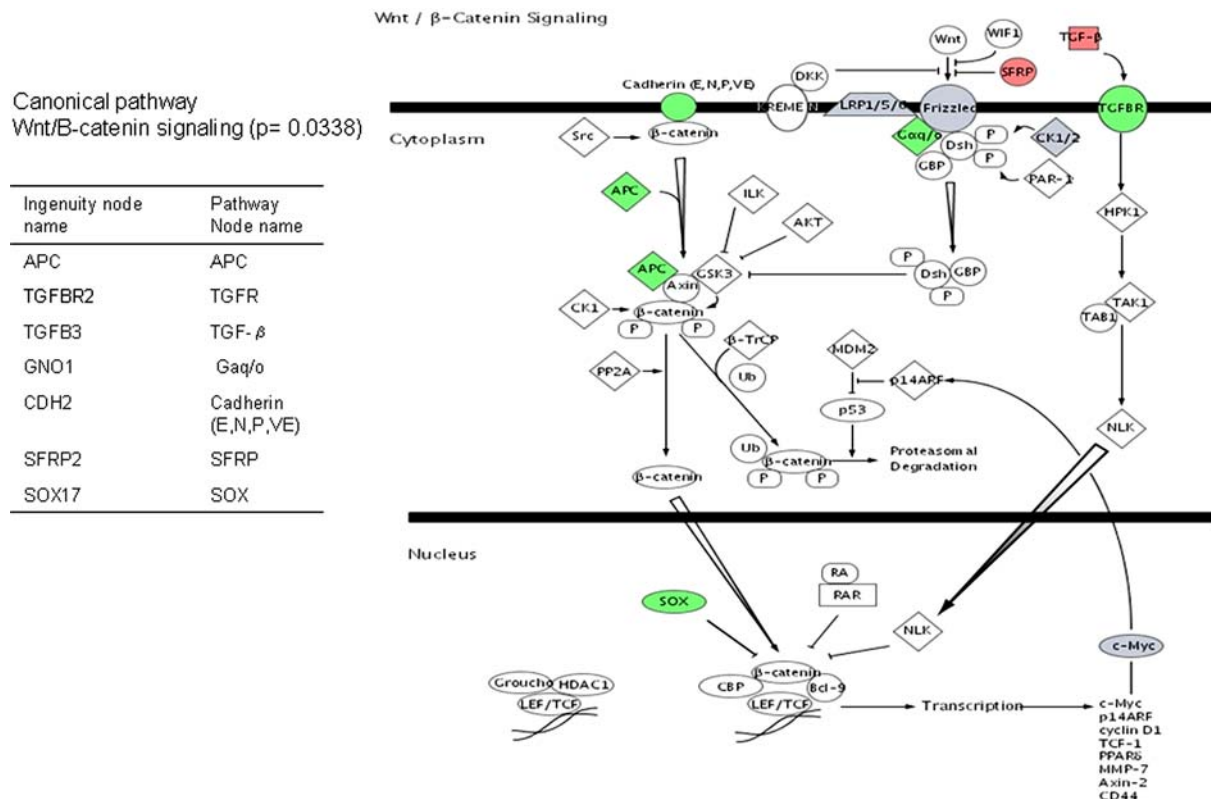 Wnt / β-Catenin Signaling
Canonical pathway
Wnt/B-catenin signaling (p= 0.0338)
Ingenuity node name
Pathway Node name
APC APC
TGFBR2 TGFR
TGFB3 TGF-β
GNO1 Gaq/o
CDH2 Cadherin (E,N,P,VE)
SFRP2 SFRP
SOX17 SOX
Wnt
WIF1
TGF-β
SFRP
DKK
Cadherin (E,N,P,VE)
KREMEN
LRP1/5/6
Frizzled
TGFBR
Cytoplasm
Src
β-catenin
Gαq/o
Dsh
P
P
GBP
CK1/2
PAR-1
APC
ILK
AKT
HPK1
APC
Axin
GSK3
P
Dsh
GBP
P
CK1
β-catenin
P
P
TAK1
TAB1
β-TrCP
Ub
PP2A
MDM2
p14ARF
p53
NLK
Ub
β-catenin
P
P
Proteasomal
Degradation
β-catenin
Nucleus
SOX
RA
RAR
NLK
c-Myc
Groucho
HDAC1
LEF/TCF
β-catenin
CBP
Bcl-9
LEF/TCF
Transcription
c-Myc
p14ARF
cyclin D1
TCF-1
PPARδ
MMP-7
Axin-2
CD44